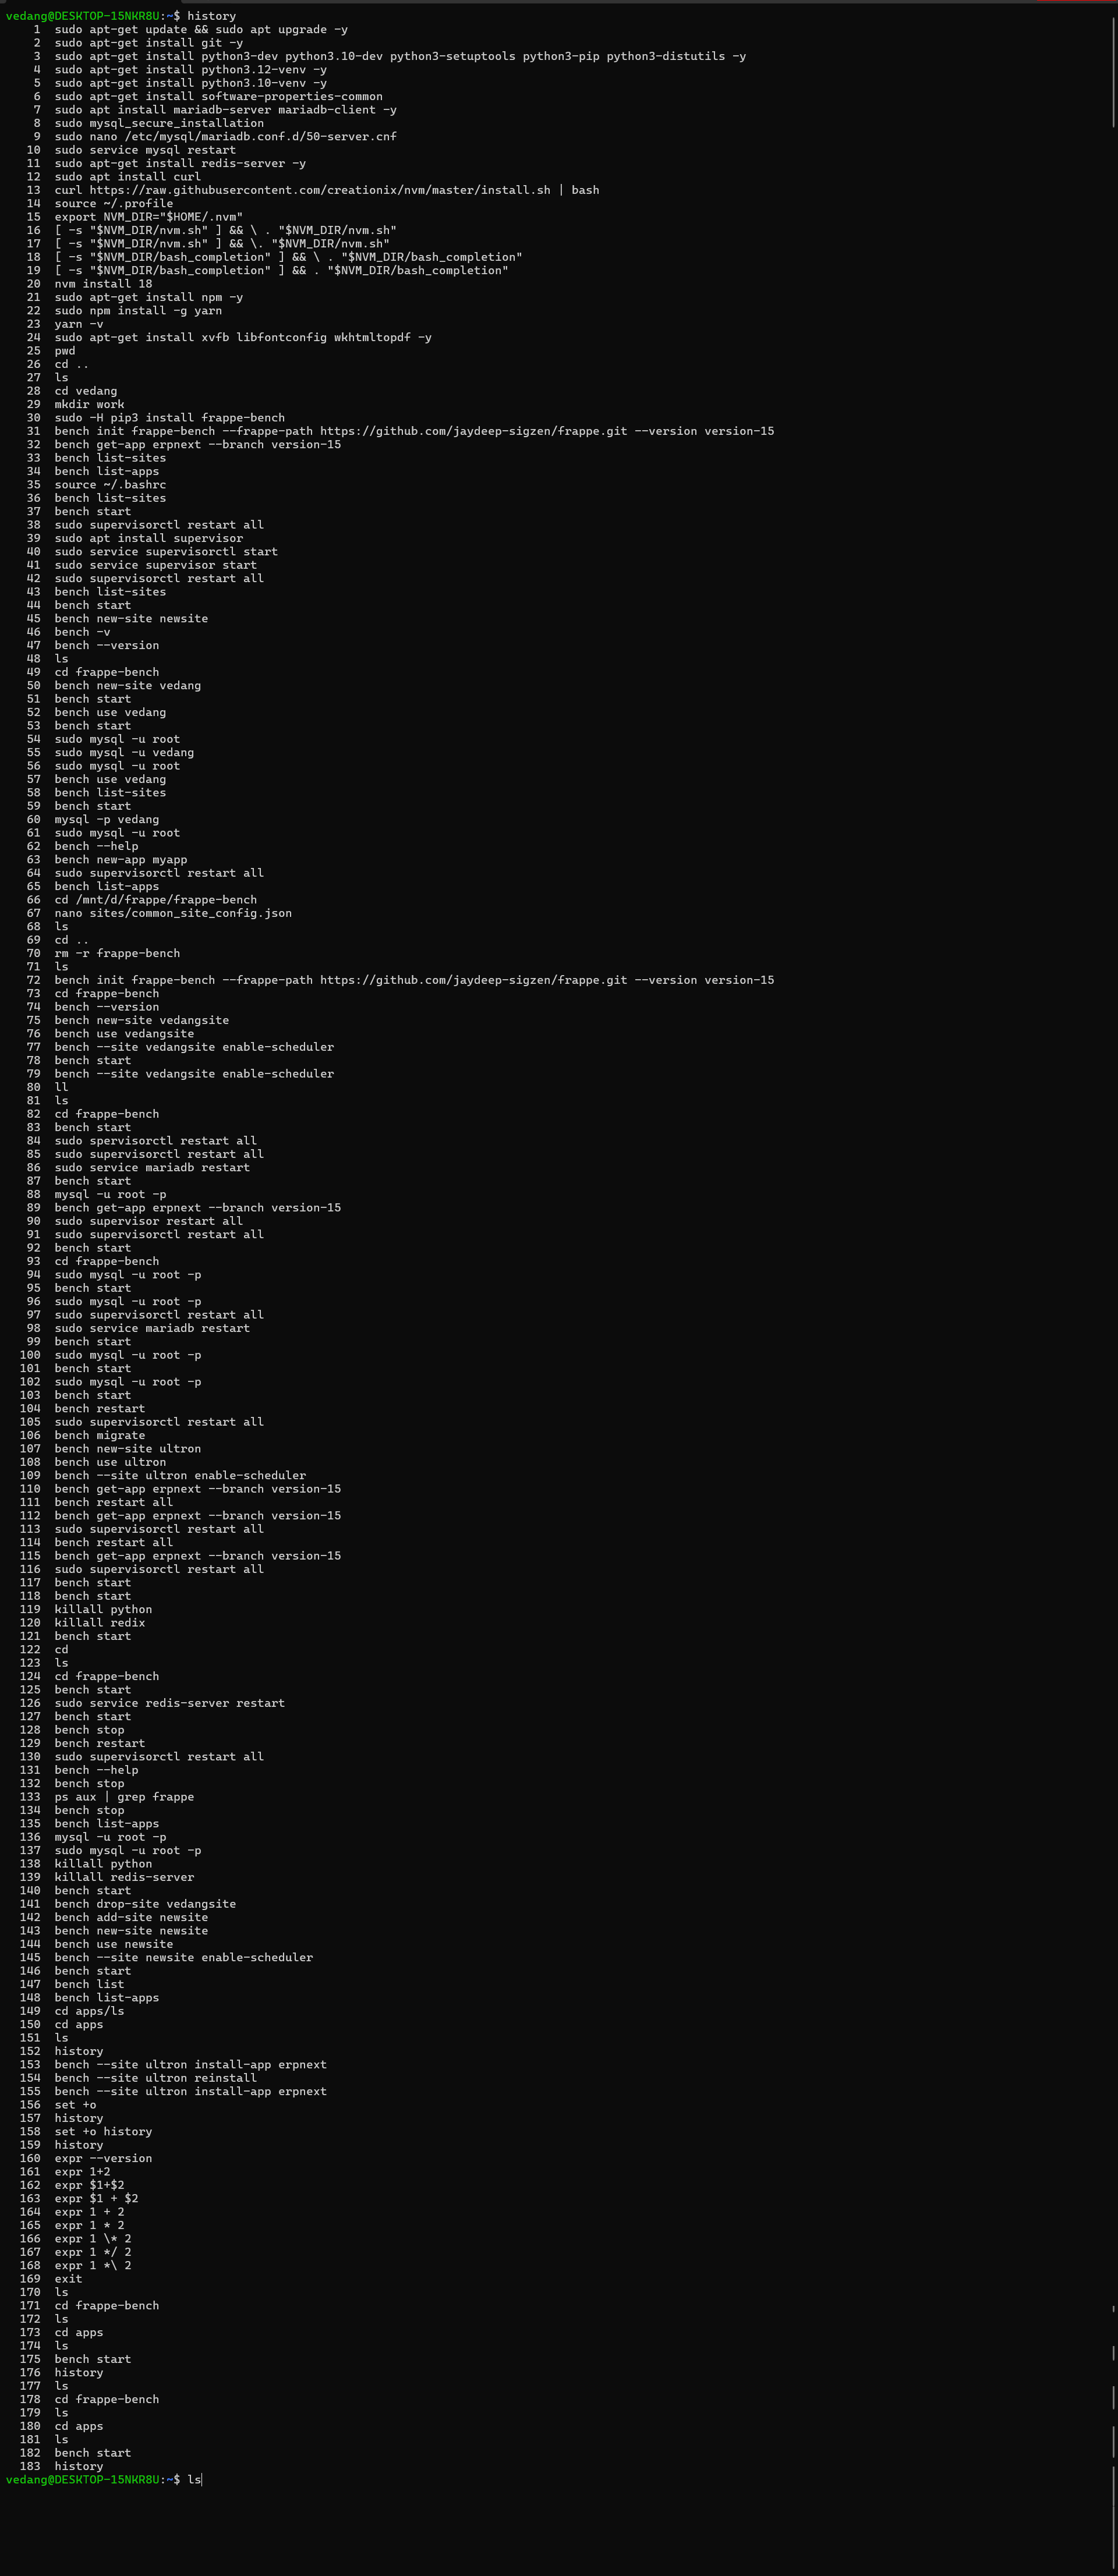 vedang@DESKTOP-15NKR8U:~$ history
1 sudo apt-get update && sudo apt upgrade -y
2 sudo apt-get install git -y
3 sudo apt-get install python3-dev python3.10-dev python3-setuptools python3-pip python3-distutils -y
4 sudo apt-get install python3.12-venv -y
5 sudo apt-get install python3.10-venv -y
6 sudo apt-get install software-properties-common
7 sudo apt install mariadb-server mariadb-client -y
8 sudo mysql_secure_installation
9 sudo nano /etc/mysql/mariadb.conf.d/50-server.cnf
10 sudo service mysql restart
11 sudo apt-get install redis-server -y
12 sudo apt install curl
13 curl https://raw.githubusercontent.com/creationix/nvm/master/install.sh | bash
14 source ~/.profile
15 export NVM_DIR="$HOME/.nvm"
16 [ -s "$NVM_DIR/nvm.sh" ] && \ . "$NVM_DIR/nvm.sh"
17 [ -s "$NVM_DIR/nvm.sh" ] && \. "$NVM_DIR/nvm.sh"
18 [ -s "$NVM_DIR/bash_completion" ] && \ . "$NVM_DIR/bash_completion"
19 [ -s "$NVM_DIR/bash_completion" ] && . "$NVM_DIR/bash_completion"
20 nvm install 18
21 sudo apt-get install npm -y
22 sudo npm install -g yarn
23 yarn -v
24 sudo apt-get install xvfb libfontconfig wkhtmltopdf -y
25 pwd
26 cd ..
27 ls
28 cd vedang
29 mkdir work
30 sudo -H pip3 install frappe-bench
31 bench init frappe-bench --frappe-path https://github.com/jaydeep-sigzen/frappe.git --version version-15
32 bench get-app erpnext --branch version-15
33 bench list-sites
34 bench list-apps
35 source ~/.bashrc
36 bench list-sites
37 bench start
38 sudo supervisorctl restart all
39 sudo apt install supervisor
40 sudo service supervisorctl start
41 sudo service supervisor start
42 sudo supervisorctl restart all
43 bench list-sites
44 bench start
45 bench new-site newsite
46 bench -v
47 bench --version
48 ls
49 cd frappe-bench
50 bench new-site vedang
51 bench start
52 bench use vedang
53 bench start
54 sudo mysql -u root
55 sudo mysql -u vedang
56 sudo mysql -u root
57 bench use vedang
58 bench list-sites
59 bench start
60 mysql -p vedang
61 sudo mysql -u root
62 bench --help
63 bench new-app myapp
64 sudo supervisorctl restart all
65 bench list-apps
66 cd /mnt/d/frappe/frappe-bench
67 nano sites/common_site_config.json
68 ls
69 cd ..
70 rm -r frappe-bench
71 ls
72 bench init frappe-bench --frappe-path https://github.com/jaydeep-sigzen/frappe.git --version version-15
73 cd frappe-bench
74 bench --version
75 bench new-site vedangsite
76 bench use vedangsite
77 bench --site vedangsite enable-scheduler
78 bench start
79 bench --site vedangsite enable-scheduler
80 ll
81 ls
82 cd frappe-bench
83 bench start
84 sudo spervisorctl restart all
85 sudo supervisorctl restart all
86 sudo service mariadb restart
87 bench start
88 mysql -u root -p
89 bench get-app erpnext --branch version-15
90 sudo supervisor restart all
91 sudo supervisorctl restart all
92 bench start
93 cd frappe-bench
94 sudo mysql -u root -p
95 bench start
96 sudo mysql -u root -p
97 sudo supervisorctl restart all
98 sudo service mariadb restart
99 bench start
100 sudo mysql -u root -p
101 bench start
102 sudo mysql -u root -p
103 bench start
104 bench restart
105 sudo supervisorctl restart all
106 bench migrate
107 bench new-site ultron
108 bench use ultron
109 bench --site ultron enable-scheduler
110 bench get-app erpnext --branch version-15
111 bench restart all
112 bench get-app erpnext --branch version-15
113 sudo supervisorctl restart all
114 bench restart all
115 bench get-app erpnext --branch version-15
116 sudo supervisorctl restart all
117 bench start
118 bench start
119 killall python
120 killall redix
121 bench start
122 cd
123 ls
124 cd frappe-bench
125 bench start
126 sudo service redis-server restart
127 bench start
128 bench stop
129 bench restart
130 sudo supervisorctl restart all
131 bench --help
132 bench stop
133 ps aux | grep frappe
134 bench stop
135 bench list-apps
136 mysql -u root -p
137 sudo mysql -u root -p
138 killall python
139 killall redis-server
140 bench start
141 bench drop-site vedangsite
142 bench add-site newsite
143 bench new-site newsite
144 bench use newsite
145 bench --site newsite enable-scheduler
146 bench start
147 bench list
148 bench list-apps
149 cd apps/ls
150 cd apps
151 ls
152 history
153 bench --site ultron install-app erpnext
154 bench --site ultron reinstall
155 bench --site ultron install-app erpnext
156 set +o
157 history
158 set +o history
159 history
160 expr --version
161 expr 1+2
162 expr $1+$2
163 expr $1 + $2
164 expr 1 + 2
165 expr 1 * 2
166 expr 1 \* 2
167 expr 1 */ 2
168 expr 1 *\ 2
169 exit
170 ls
171 cd frappe-bench
172 ls
173 cd apps
174 ls
175 bench start
176 history
177 ls
178 cd frappe-bench
179 ls
180 cd apps
181 ls
182 bench start
183 history
vedang@DESKTOP-15NKR8U:~$ ls